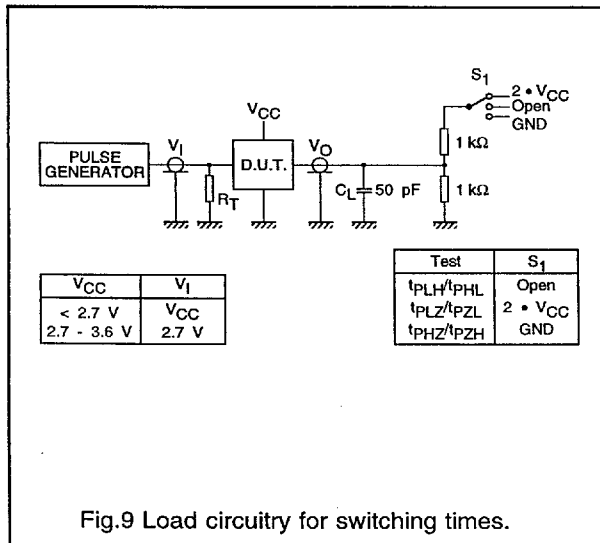 S1
2 • VCC
Open
GND
VCC
1 kΩ
VI
VO
PULSE
GENERATOR
D.U.T.
RT
CL
50 pF
1 kΩ
VCC VI
< 2.7 V VCC
2.7 - 3.6 V 2.7 V
Test S1
tPLH/tPHL Open
tPLZ/tPZL 2 • VCC
tPHZ/tPZH GND
Fig.9 Load circuitry for switching times.